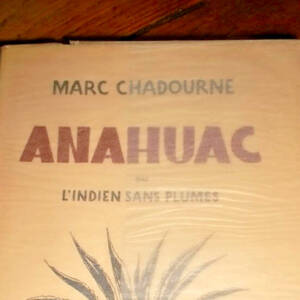 MARC CHADOURNE
ANAHUAC
OU
L'INDIEN SANS PLUMES